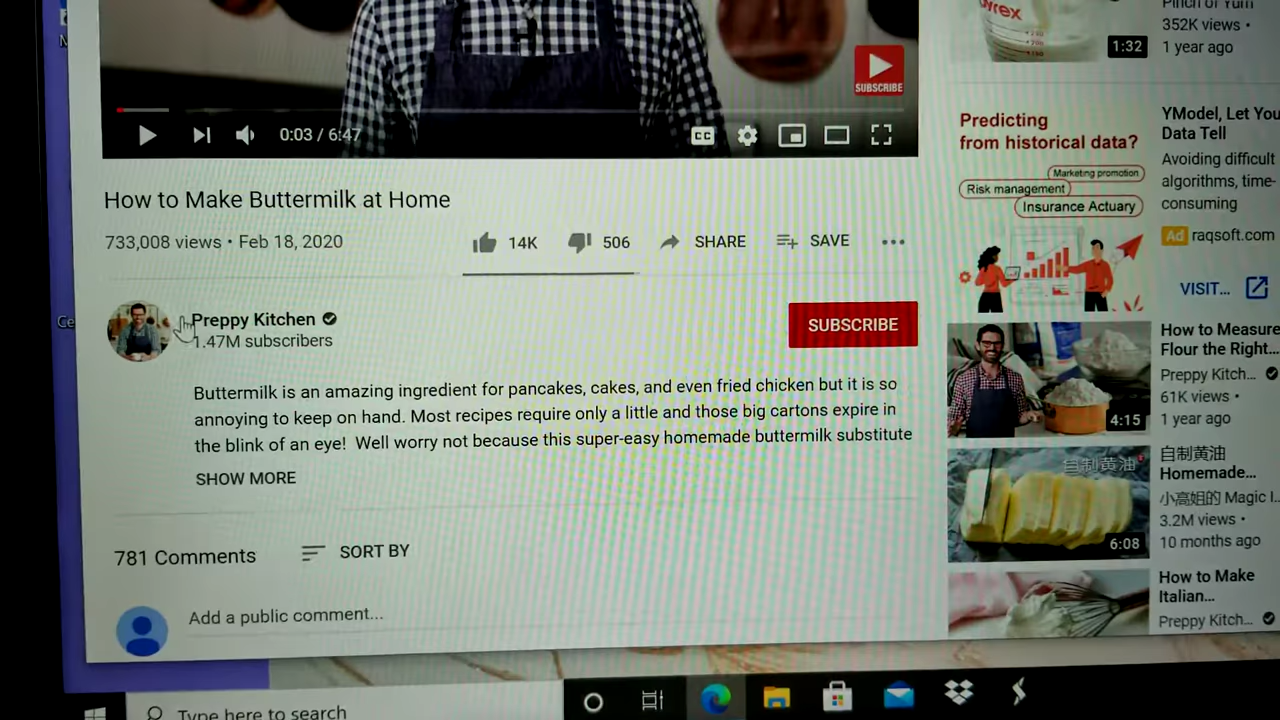 SUBSCRIBE
0:03 / 6:47
CC
How to Make Buttermilk at Home
733,008 views • Feb 18, 2020
14K
506
SHARE
SAVE
Preppy Kitchen
1.47M subscribers
SUBSCRIBE
Buttermilk is an amazing ingredient for pancakes, cakes, and even fried chicken but it is so
annoying to keep on hand. Most recipes require only a little and those big cartons expire in
the blink of an eye!  Well worry not because this super-easy homemade buttermilk substitute
SHOW MORE
781 Comments
SORT BY
Add a public comment...
1:32
Pinch of Yum
352K views •
1 year ago
Predicting
from historical data?
Marketing promotion
Risk management
Insurance Actuary
YModel, Let You
Data Tell
Avoiding difficult
algorithms, time-
consuming
Ad raqsoft.com
VISIT...
4:15
How to Measure
Flour the Right...
Preppy Kitch...
61K views •
1 year ago
自制黄油
6:08
自制黄油
Homemade...
小高姐的 Magic I...
3.2M views •
10 months ago
How to Make
Italian...
Preppy Kitch...
Type here to search